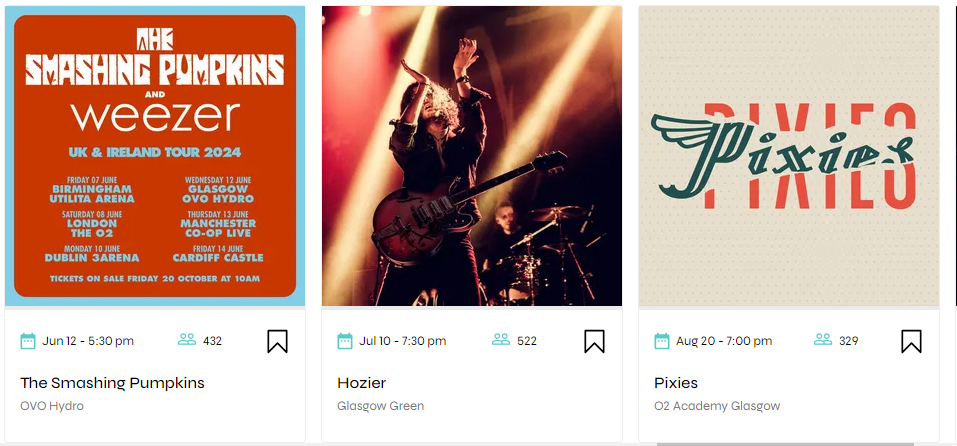 THE
SMASHING PUMPKINS
AND
weezer
UK & IRELAND TOUR 2024
FRIDAY 07 JUNE
BIRMINGHAM
UTILITA ARENA
SATURDAY 08 JUNE
LONDON
THE O2
MONDAY 10 JUNE
DUBLIN 3ARENA
WEDNESDAY 12 JUNE
GLASGOW
OVO HYDRO
THURSDAY 13 JUNE
MANCHESTER
CO-OP LIVE
FRIDAY 14 JUNE
CARDIFF CASTLE
TICKETS ON SALE FRIDAY 20 OCTOBER AT 10AM
Jun 12 - 5:30 pm 432
The Smashing Pumpkins
OVO Hydro
Jul 10 - 7:30 pm 522
Hozier
Glasgow Green
PIXIES
Pixies
Aug 20 - 7:00 pm 329
Pixies
O2 Academy Glasgow